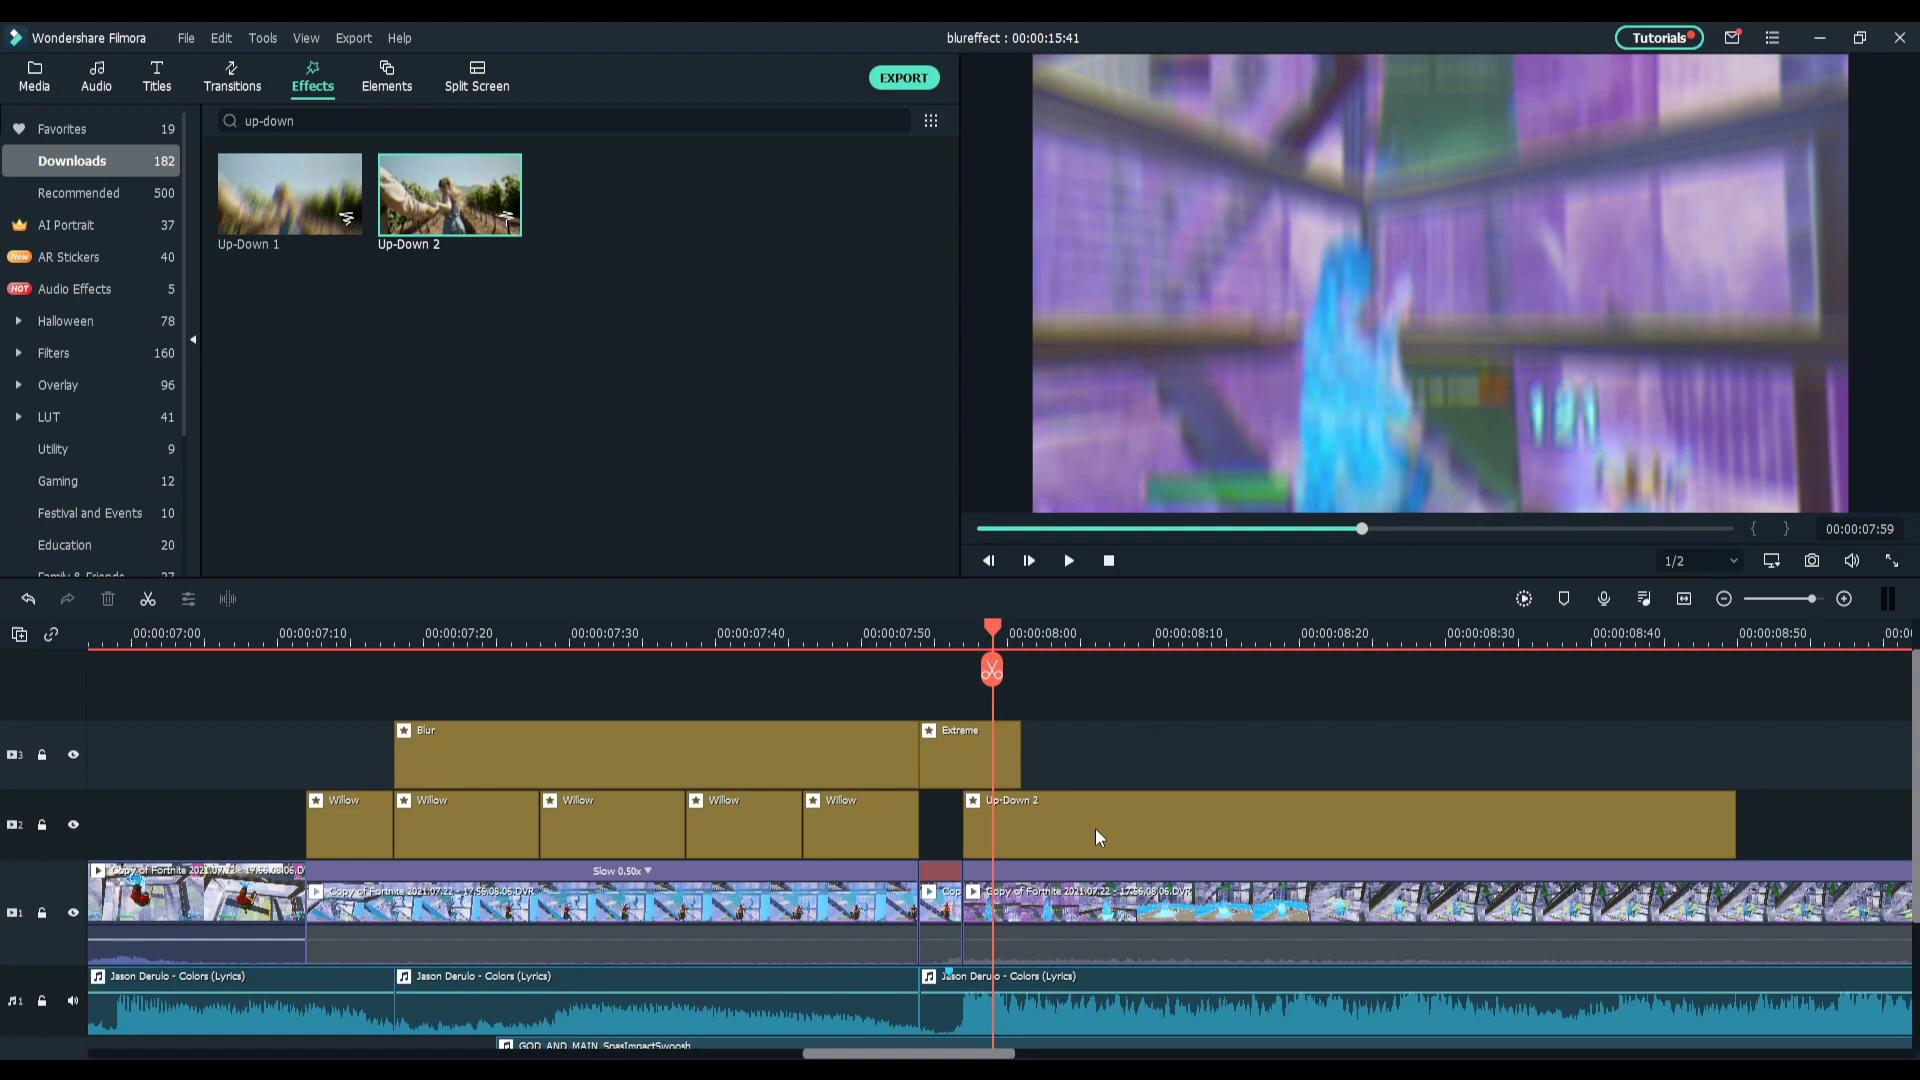 Wondershare Filmora
File Edit Tools View Export Help
blureffect : 00:00:15:41
Tutorials
Media Audio Titles Transitions Effects Elements Split Screen
EXPORT
up-down
Favorites 19
Downloads 182
Recommended 500
AI Portrait 37
New AR Stickers 40
HOT Audio Effects 5
Halloween 78
Filters 160
Overlay 96
LUT 41
Utility 9
Gaming 12
Festival and Events 10
Education 20
Family & Friends 27
Up-Down 1
Up-Down 2
{ } 00:00:07:59
1/2
00:00:07:00 00:00:07:10 00:00:07:20 00:00:07:30 00:00:07:40 00:00:07:50 00:00:08:00 00:00:08:10 00:00:08:20 00:00:08:30 00:00:08:40 00:00:08:50 00:00
3 Blur Extreme
2 Willow Willow Willow Willow Willow Up-Down 2
Copy of Fortnite 2021.07.22 - 17.56.08.06.D
Slow 0.50x
1 Copy of Fortnite 2021.07.22 - 17.56.08.06.DVR Cop Copy of Fortnite 2021.07.22 - 17.56.08.06.DVR
Jason Derulo - Colors (Lyrics) Jason Derulo - Colors (Lyrics) Jason Derulo - Colors (Lyrics)
1
GOD AND MAIN SnasImpactSwoosh